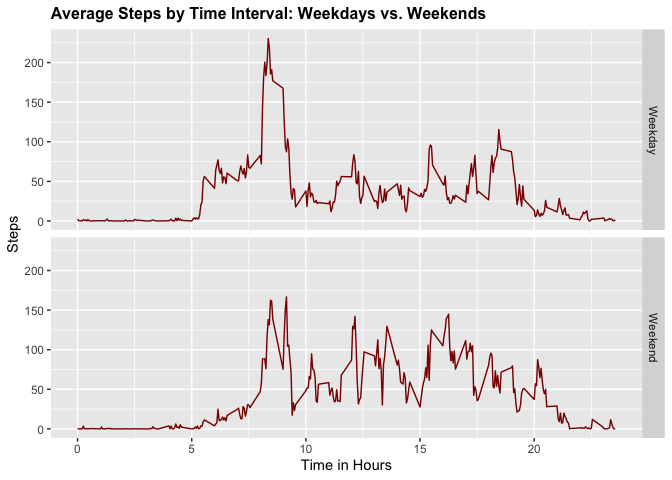 Average Steps by Time Interval: Weekdays vs. Weekends
200
150
100
50
0
Weekday
Steps
200
150
100
50
0
Weekend
0 5 10 15 20
Time in Hours